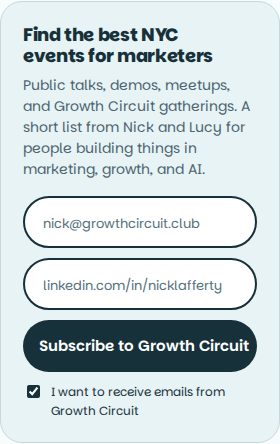 Find the best NYC
events for marketers
Public talks, demos, meetups,
and Growth Circuit gatherings. A
short list from Nick and Lucy for
people building things in
marketing, growth, and AI.
nick@growthcircuit.club
linkedin.com/in/nicklafferty
Subscribe to Growth Circuit
I want to receive emails from
Growth Circuit